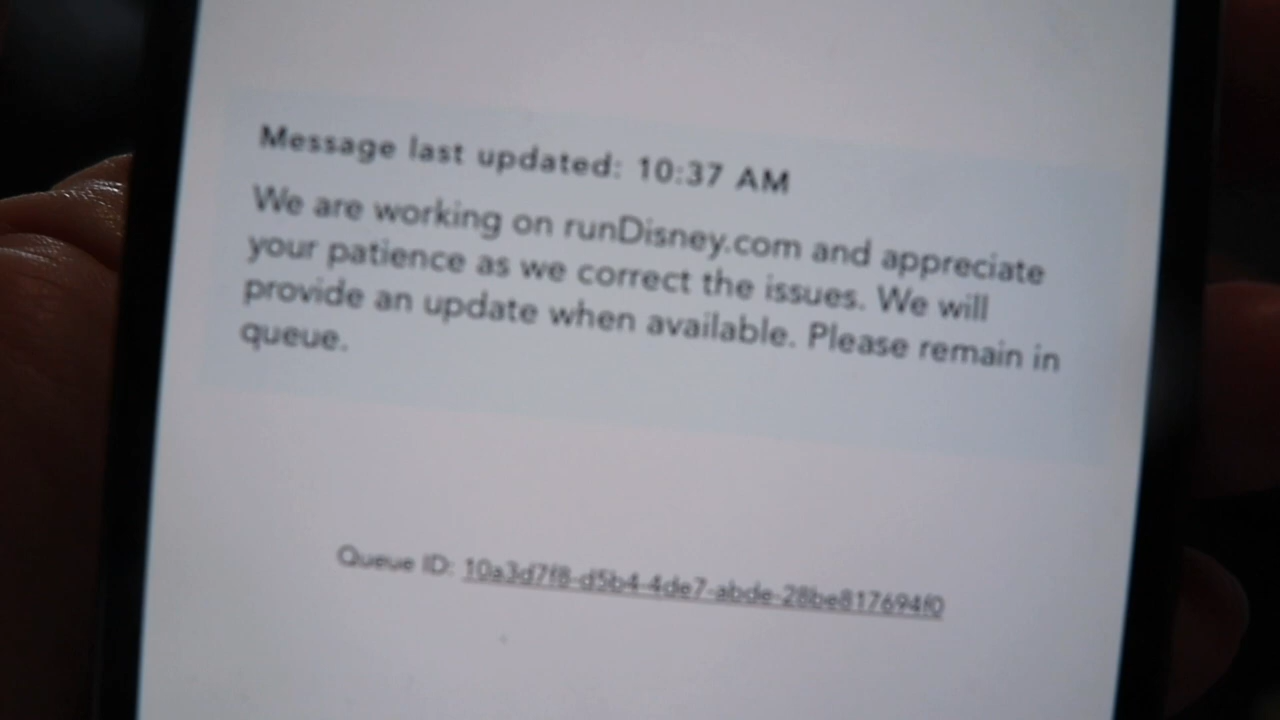 Message last updated: 10:37 AM
We are working on runDisney.com and appreciate
your patience as we correct the issues. We will
provide an update when available. Please remain in
queue.
Queue ID: 10a3d7f8-d5b4-4de7-abde-28be817694f0